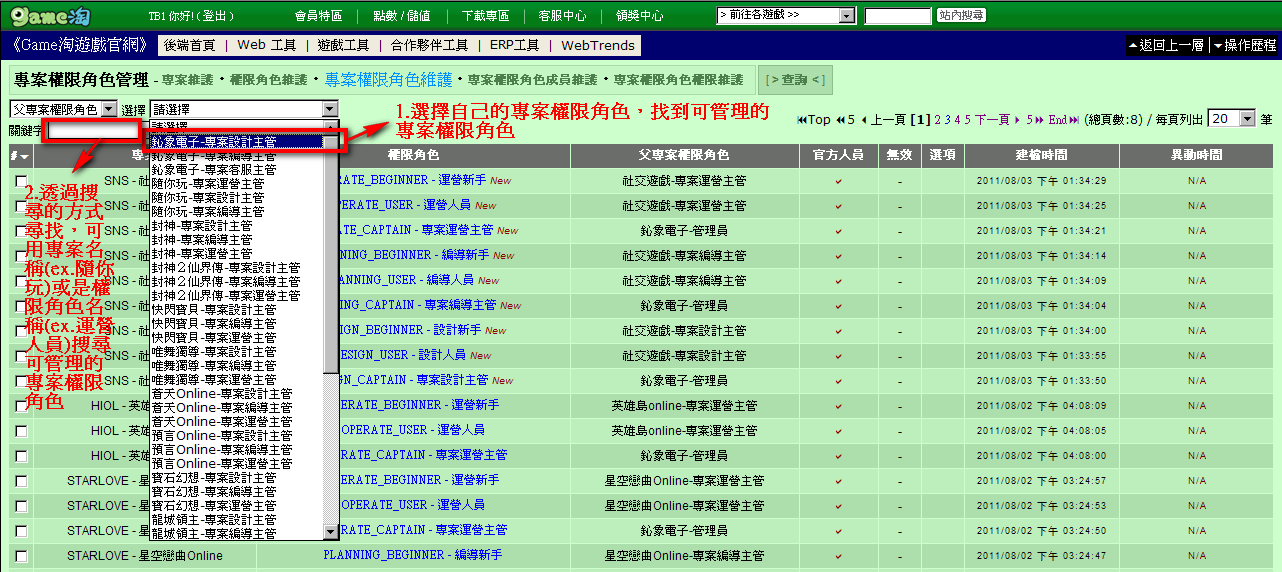 Game淘 TB1 你好! ( 登出 ) 會員特區 | 點數 / 儲值 | 下載專區 | 客服中心 | 領獎中心 > 前往各遊戲 >> 站內搜尋
《Game淘遊戲官網》 後端首頁 | Web 工具 | 遊戲工具 | 合作夥伴工具 | ERP工具 | WebTrends 返回上一層 | 操作歷程
專案權限角色管理 - 專案維護 · 權限角色維護 · 專案權限角色維護 · 專案權限角色成員維護 · 專案權限角色權限維護 [ > 查詢 < ]
父專案權限角色 選擇 請選擇
關鍵字
Top 5 上一頁 [1] 2 3 4 5 下一頁 5 End (總頁數:8) / 每頁列出 20 筆
1.選擇自己的專案權限角色，找到可管理的
專案權限角色
2.透過搜
尋的方式
尋找，可
用專案名
稱(ex.隨你
玩)或是權
限角色名
稱(ex.運營
人員)搜尋
可管理的
專案權限
角色
請選擇
鈊象電子-專案設計主管
鈊象電子-專案編導主管
鈊象電子-專案客服主管
隨你玩-專案運營主管
隨你玩-專案設計主管
隨你玩-專案編導主管
封神-專案設計主管
封神-專案編導主管
封神-專案運營主管
封神２仙界傳-專案設計主管
封神２仙界傳-專案編導主管
封神２仙界傳-專案運營主管
快閃寶貝-專案設計主管
快閃寶貝-專案編導主管
快閃寶貝-專案運營主管
唯舞獨尊-專案設計主管
唯舞獨尊-專案編導主管
唯舞獨尊-專案運營主管
蒼天Online-專案設計主管
蒼天Online-專案編導主管
蒼天Online-專案運營主管
預言Online-專案設計主管
預言Online-專案編導主管
預言Online-專案運營主管
寶石幻想-專案設計主管
寶石幻想-專案編導主管
寶石幻想-專案運營主管
龍城領主-專案設計主管
龍城領主-專案編導主管
# 專 權限角色 父專案權限角色 官方人員 無效 選項 建檔時間 異動時間
SNS - 社 RATE_BEGINNER - 運營新手 New 社交遊戲-專案運營主管 - 2011/08/03 下午 01:34:29 N/A
PERATE_USER - 運營人員 New 社交遊戲-專案運營主管 - 2011/08/03 下午 01:34:25 N/A
ATE_CAPTAIN - 專案運營主管 New 鈊象電子-管理員 - 2011/08/03 下午 01:34:21 N/A
NING_BEGINNER - 編導新手 New 社交遊戲-專案編導主管 - 2011/08/03 下午 01:34:14 N/A
ANNING_USER - 編導人員 New 社交遊戲-專案編導主管 - 2011/08/03 下午 01:34:09 N/A
SNS - 社 ING_CAPTAIN - 專案編導主管 New 鈊象電子-管理員 - 2011/08/03 下午 01:34:04 N/A
SNS - 社 IGN_BEGINNER - 設計新手 New 社交遊戲-專案設計主管 - 2011/08/03 下午 01:34:00 N/A
SNS - 社 DESIGN_USER - 設計人員 New 社交遊戲-專案設計主管 - 2011/08/03 下午 01:33:55 N/A
SNS - 社 GN_CAPTAIN - 專案設計主管 New 鈊象電子-管理員 - 2011/08/03 下午 01:33:50 N/A
HIOL - 英雄 ERATE_BEGINNER - 運營新手 英雄島online-專案運營主管 - 2011/08/02 下午 04:08:09 N/A
HIOL - 英雄 OPERATE_USER - 運營人員 英雄島online-專案運營主管 - 2011/08/02 下午 04:08:05 N/A
HIOL - 英雄 RATE_CAPTAIN - 專案運營主管 鈊象電子-管理員 - 2011/08/02 下午 04:08:00 N/A
STARLOVE - 星 ERATE_BEGINNER - 運營新手 星空戀曲Online-專案運營主管 - 2011/08/02 下午 03:24:57 N/A
STARLOVE - 星 OPERATE_USER - 運營人員 星空戀曲Online-專案運營主管 - 2011/08/02 下午 03:24:53 N/A
STARLOVE - 星 RATE_CAPTAIN - 專案運營主管 鈊象電子-管理員 - 2011/08/02 下午 03:24:50 N/A
STARLOVE - 星空戀曲Online PLANNING_BEGINNER - 編導新手 星空戀曲Online-專案編導主管 - 2011/08/02 下午 03:24:47 N/A